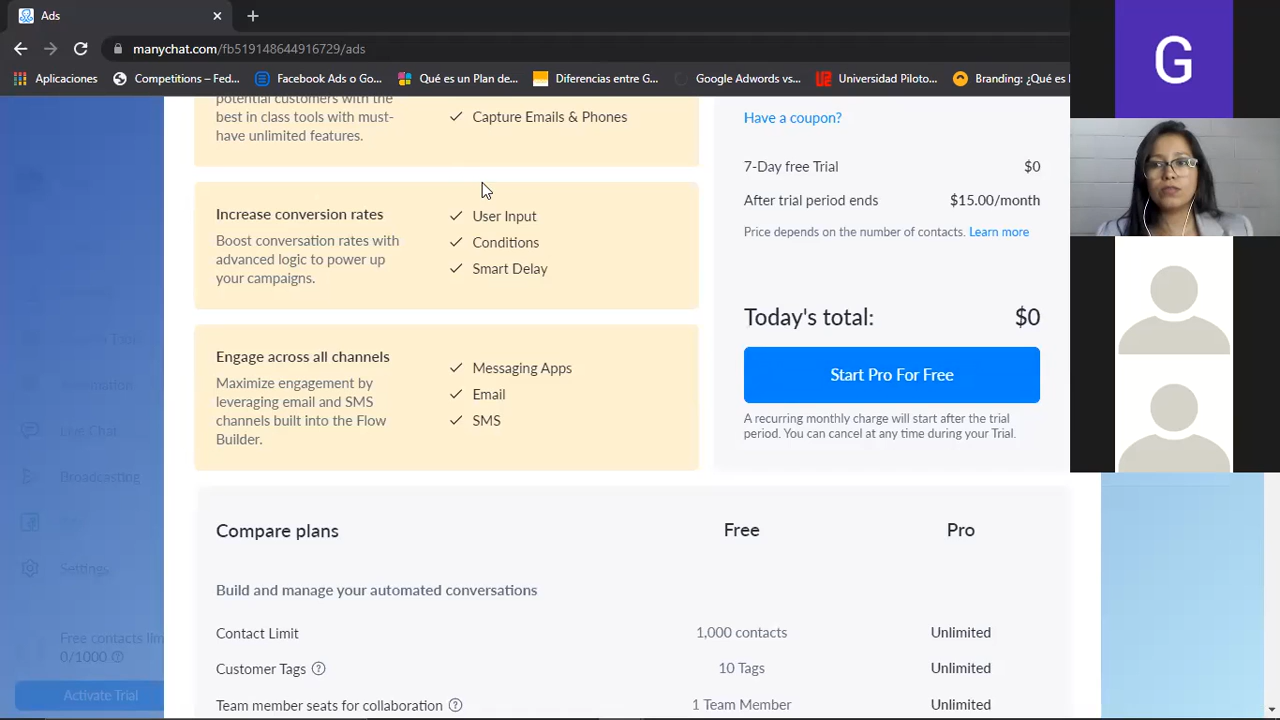 Ads
manychat.com/fb519148644916729/ads
Aplicaciones
Competitions – Fed...
Facebook Ads o Go...
Qué es un Plan de...
Diferencias entre G...
Google Adwords vs...
Universidad Piloto...
Branding: ¿Qué es
G
potential customers with the
best in class tools with must-
have unlimited features.
Capture Emails & Phones
Increase conversion rates
Boost conversation rates with
advanced logic to power up
your campaigns.
User Input
Conditions
Smart Delay
Engage across all channels
Maximize engagement by
leveraging email and SMS
channels built into the Flow
Builder.
Messaging Apps
Email
SMS
Have a coupon?
7-Day free Trial $0
After trial period ends $15.00/month
Price depends on the number of contacts. Learn more
Today's total: $0
Start Pro For Free
A recurring monthly charge will start after the trial
period. You can cancel at any time during your Trial.
Live Chat
Broadcasting
Settings
0/1000
Activate Trial
Compare plans Free Pro
Build and manage your automated conversations
Contact Limit 1,000 contacts Unlimited
Customer Tags 10 Tags Unlimited
Team member seats for collaboration 1 Team Member Unlimited